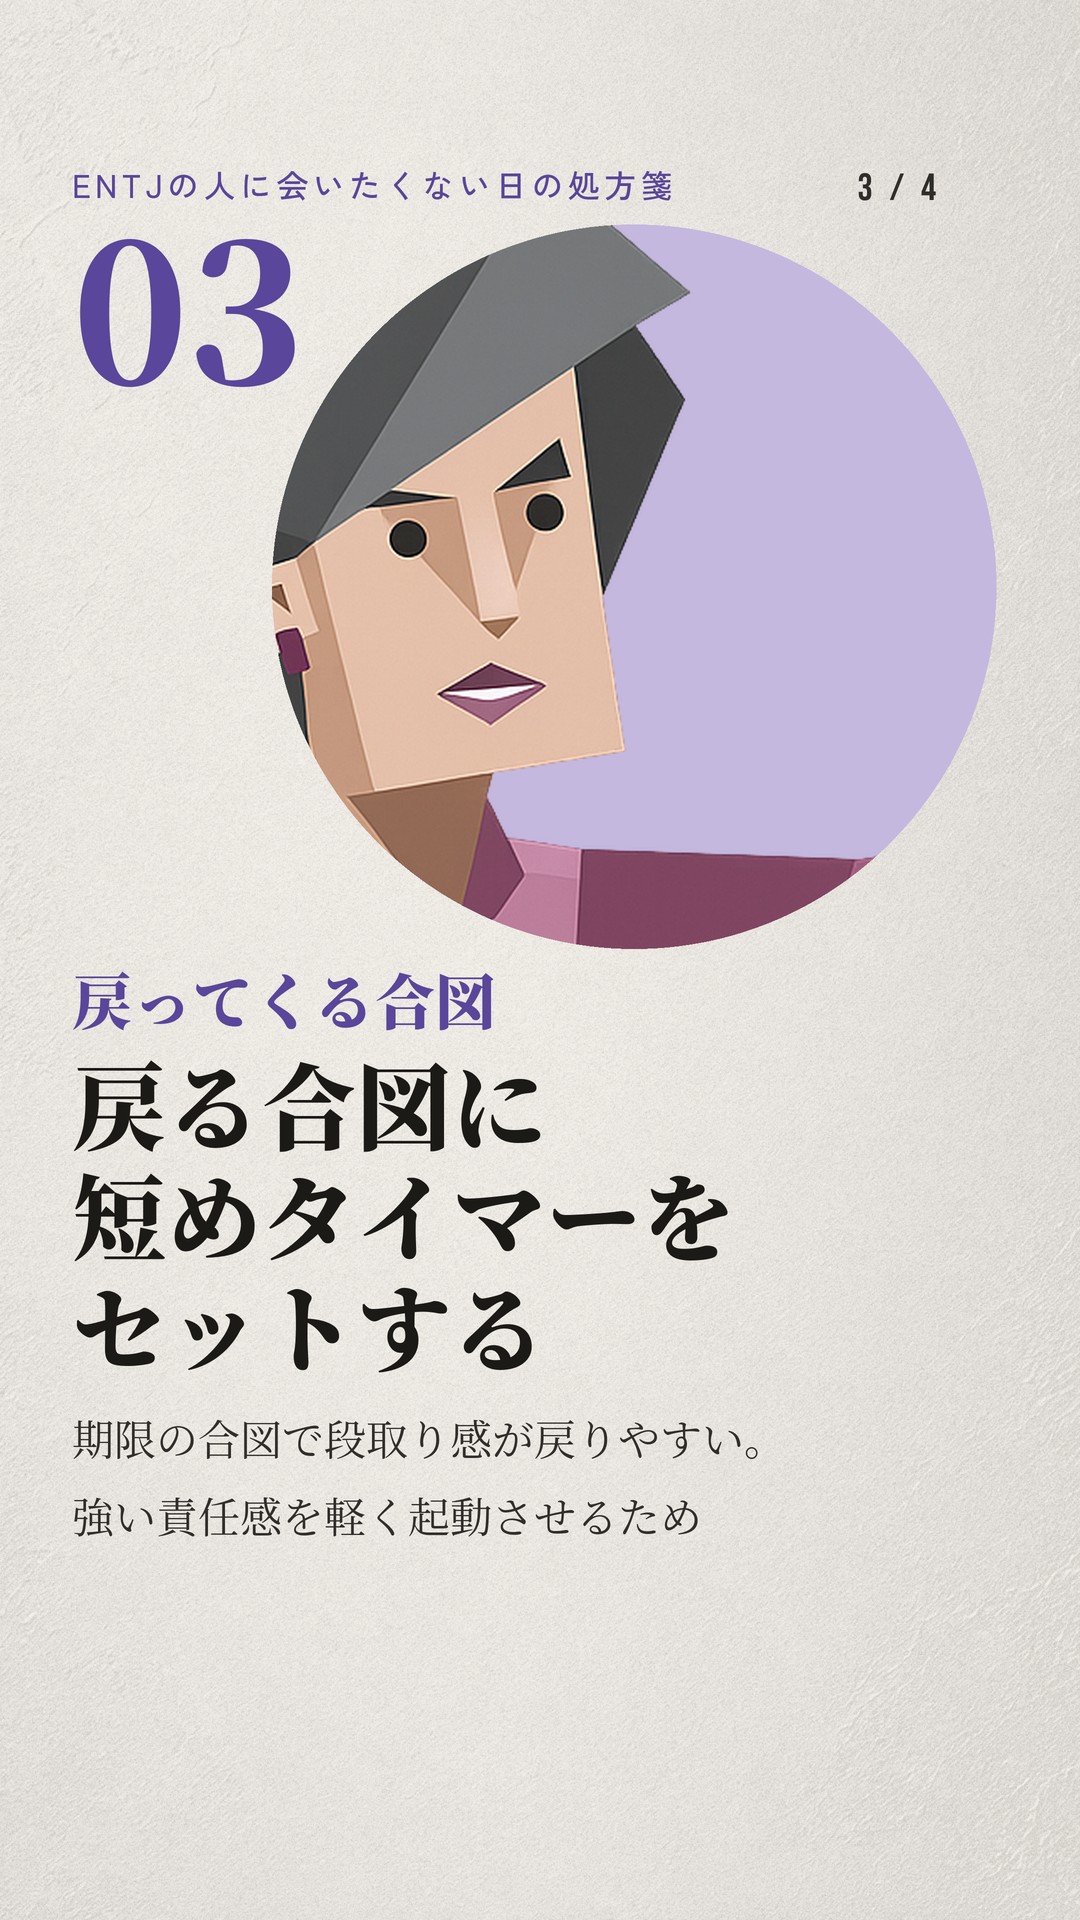 ENTJの人に会いたくない日の処方箋
3 / 4
03
戻ってくる合図
戻る合図に
短めタイマーを
セットする
期限の合図で段取り感が戻りやすい。
強い責任感を軽く起動させるため